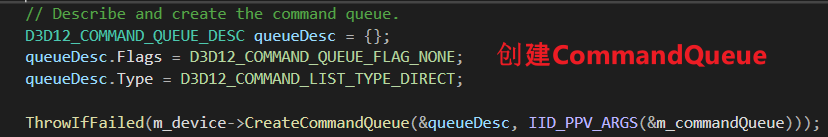 // Describe and create the command queue.
D3D12_COMMAND_QUEUE_DESC queueDesc = {};
queueDesc.Flags = D3D12_COMMAND_QUEUE_FLAG_NONE;
queueDesc.Type = D3D12_COMMAND_LIST_TYPE_DIRECT;
创建CommandQueue
ThrowIfFailed(m_device->CreateCommandQueue(&queueDesc, IID_PPV_ARGS(&m_commandQueue)));